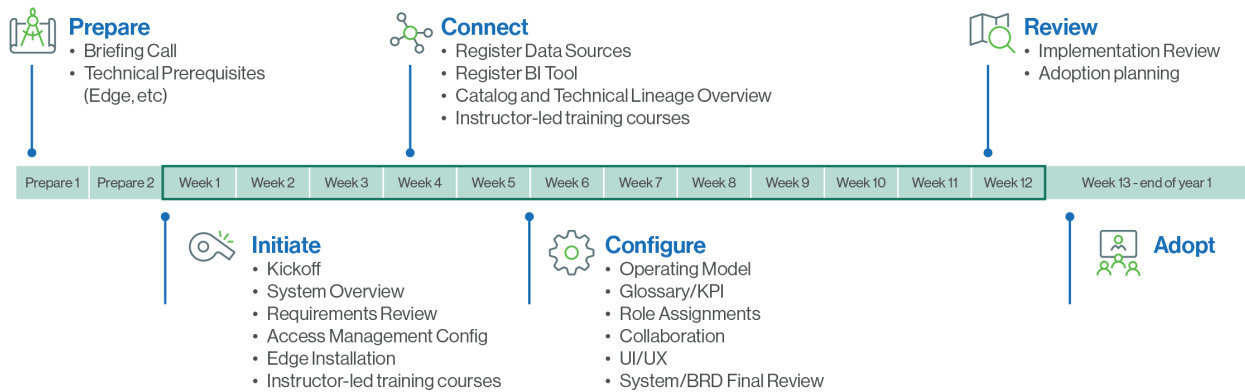 Prepare
• Briefing Call
• Technical Prerequisites
(Edge, etc)
Connect
• Register Data Sources
• Register BI Tool
• Catalog and Technical Lineage Overview
• Instructor-led training courses
Review
• Implementation Review
• Adoption planning
Prepare 1 Prepare 2 Week 1 Week 2 Week 3 Week 4 Week 5 Week 6 Week 7 Week 8 Week 9 Week 10 Week 11 Week 12 Week 13 - end of year 1
Initiate
• Kickoff
• System Overview
• Requirements Review
• Access Management Config
• Edge Installation
• Instructor-led training courses
Configure
• Operating Model
• Glossary/KPI
• Role Assignments
• Collaboration
• UI/UX
• System/BRD Final Review
Adopt